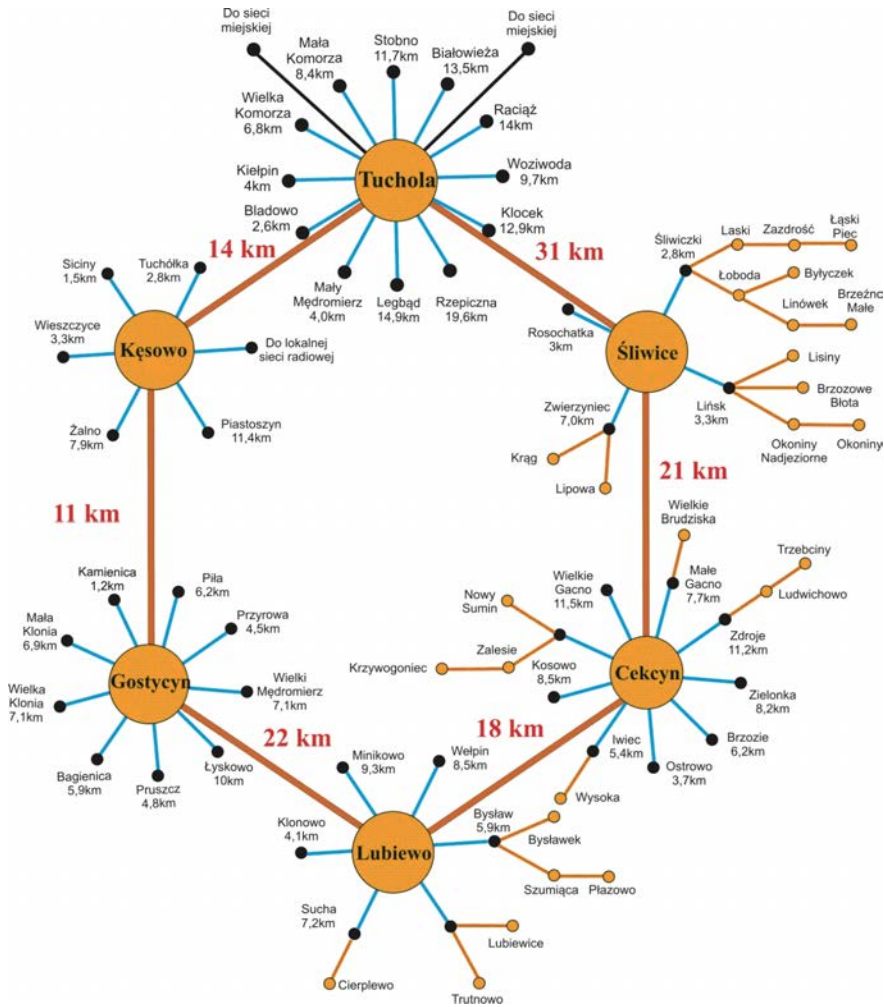 Do sieci
miejskiej
Do sieci
miejskiej
Stobno
11,7km
Mała
Komorza
8,4km
Białowieża
13,5km
Wielka
Komorza
6,8km
Raciąż
14km
Kiełpin
4km
Tuchola
Woziwoda
9,7km
Bladowo
2,6km
Klocek
12,9km
14 km
31 km
Mały
Mędromierz
4,0km
Legbąd
14,9km
Rzepiczna
19,6km
Siciny
1,5km
Tuchółka
2,8km
Wieszczyce
3,3km
Kęsowo
Do lokalnej
sieci radiowej
Żalno
7,9km
Piastoszyn
11,4km
Śliwiczki
2,8km
Laski
Zazdrość
Łąski
Piec
Łoboda
Byłyczek
Linówek
Brzeźnc
Małe
Rosochatka
3km
Śliwice
Lisiny
Lińsk
3,3km
Brzozowe
Błota
Zwierzyniec
7,0km
Okoniny
Nadjeziorne
Okoniny
Krąg
Lipowa
11 km
21 km
Wielkie
Brudziska
Kamienica
1,2km
Piła
6,2km
Mała
Klonia
6,9km
Przyrowa
4,5km
Wielka
Klonia
7,1km
Gostycyn
Wielki
Mędromierz
7,1km
Bagienica
5,9km
Pruszcz
4,8km
Łyskowo
10km
Wielkie
Gacno
11,5km
Małe
Gacno
7,7km
Trzebciny
Ludwichowo
Nowy
Sumin
Zdroje
11,2km
Zalesie
Krzywogoniec
Kosowo
8,5km
Cekcyn
Zielonka
8,2km
Iwiec
5,4km
Ostrowo
3,7km
Brzozie
6,2km
Wysoka
22 km
18 km
Minikowo
9,3km
Wełpin
8,5km
Klonowo
4,1km
Lubiewo
Bysław
5,9km
Bysławek
Szumiąca
Płazowo
Sucha
7,2km
Lubiewice
Cierplewo
Trutnowo